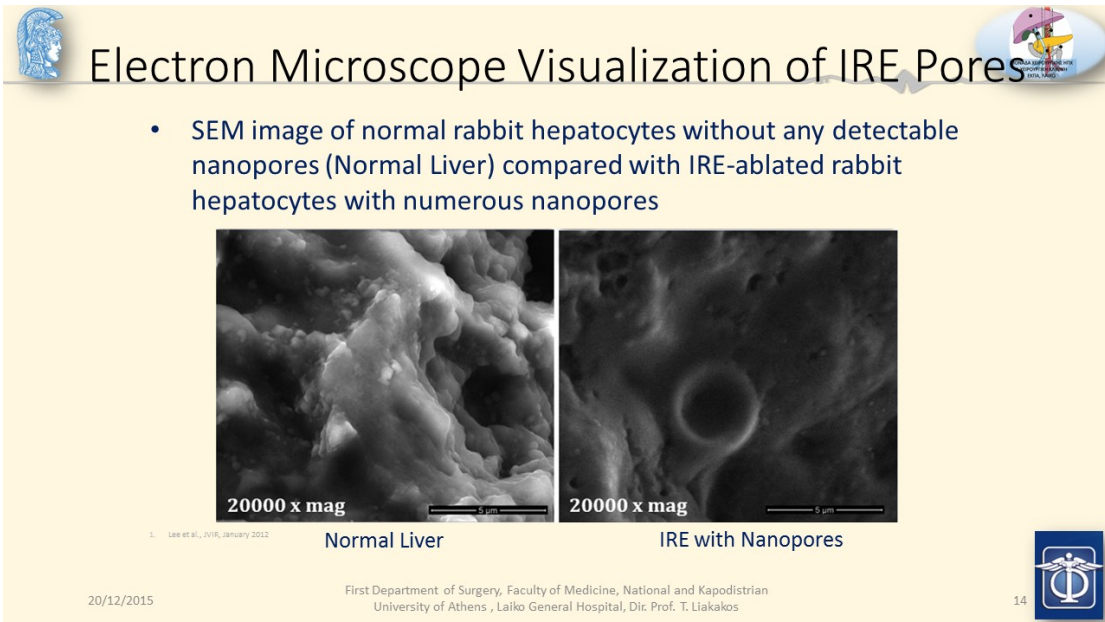 Electron Microscope Visualization of IRE Pores
• SEM image of normal rabbit hepatocytes without any detectable
nanopores (Normal Liver) compared with IRE-ablated rabbit
hepatocytes with numerous nanopores
20000 x mag
5 µm
20000 x mag
5 µm
1. Lee et al., JVIR, January 2012
Normal Liver
IRE with Nanopores
20/12/2015
First Department of Surgery, Faculty of Medicine, National and Kapodistrian
University of Athens , Laiko General Hospital, Dir. Prof. T. Liakakos
14